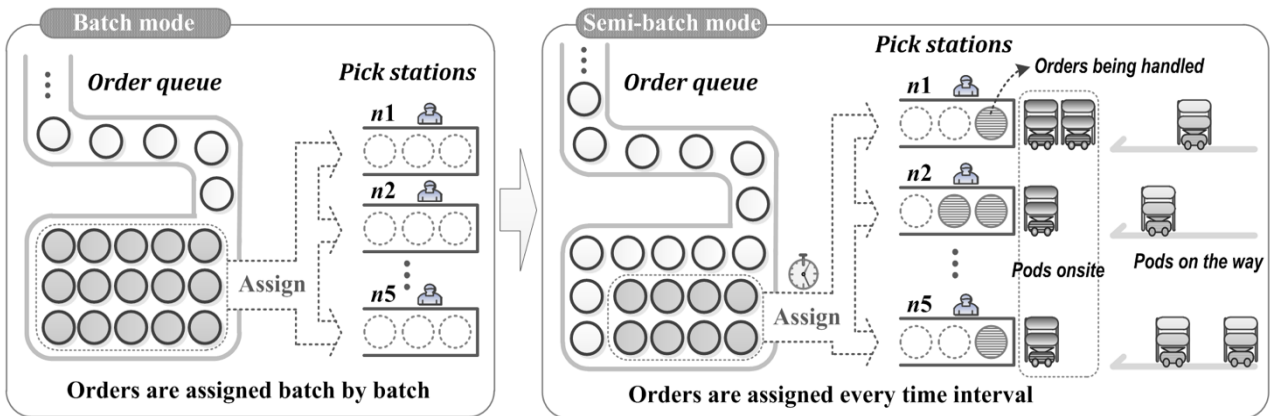 Batch mode
Order queue
Pick stations
n1
n2
n5
Assign
Orders are assigned batch by batch
Semi-batch mode
Order queue
Pick stations
Orders being handled
n1
n2
n5
Assign
Pods onsite
Pods on the way
Orders are assigned every time interval